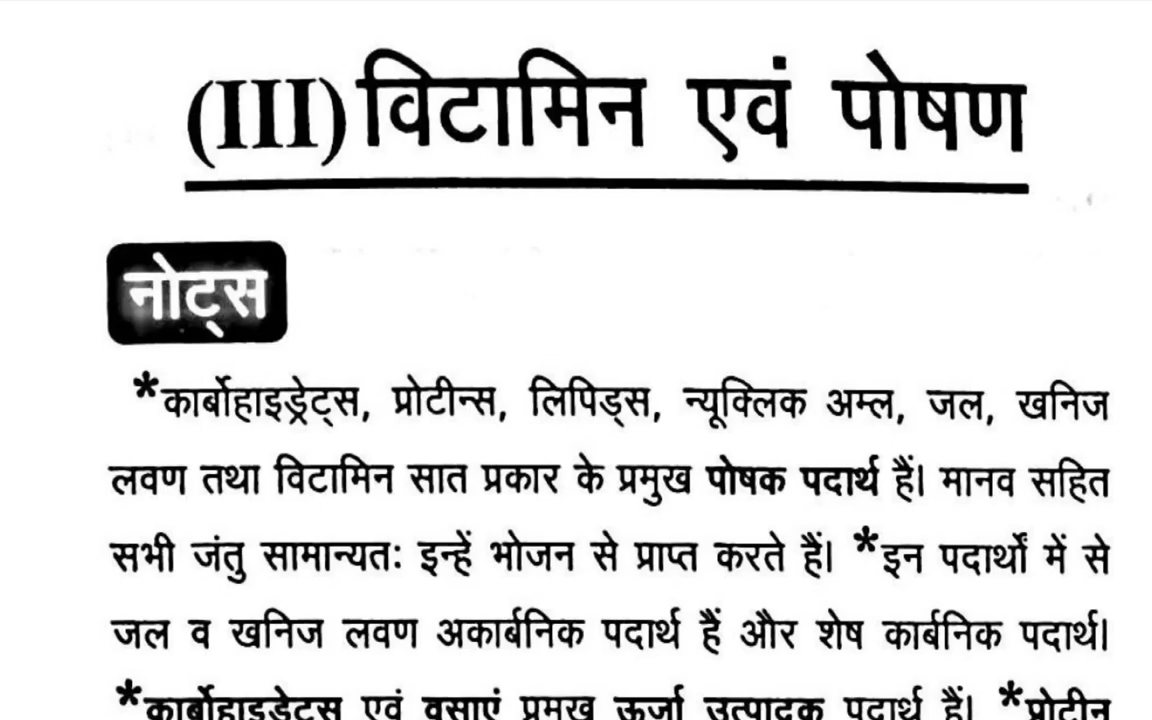 (III) विटामिन एवं पोषण
नोट्स
*कार्बोहाइड्रेट्स, प्रोटीन्स, लिपिड्स, न्यूक्लिक अम्ल, जल, खनिज
लवण तथा विटामिन सात प्रकार के प्रमुख पोषक पदार्थ हैं। मानव सहित
सभी जंतु सामान्यतः इन्हें भोजन से प्राप्त करते हैं। *इन पदार्थों में से
जल व खनिज लवण अकार्बनिक पदार्थ हैं और शेष कार्बनिक पदार्थ।
*कार्बोहाइड्रेट्स एवं वसाएं प्रमुख ऊर्जा उत्पादक पदार्थ हैं। *प्रोटीन